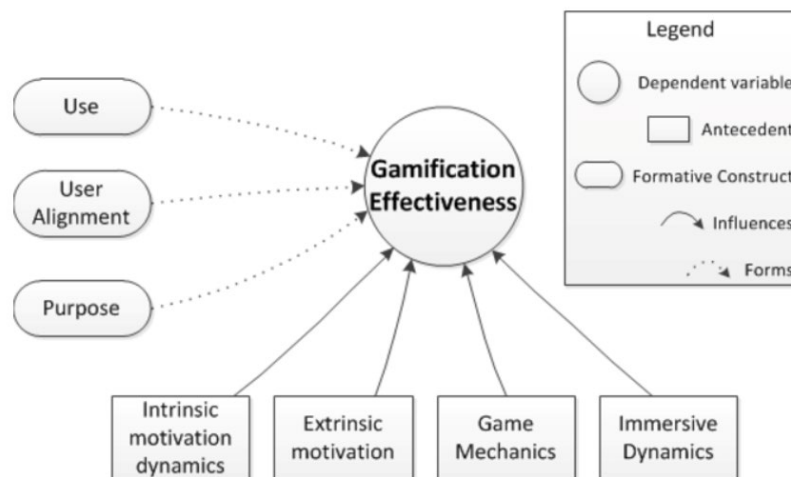 Legend
Dependent variable
Antecedent
Formative Construct
Influences
Forms
Use
User
Alignment
Purpose
Gamification
Effectiveness
Intrinsic
motivation
dynamics
Extrinsic
motivation
Game
Mechanics
Immersive
Dynamics